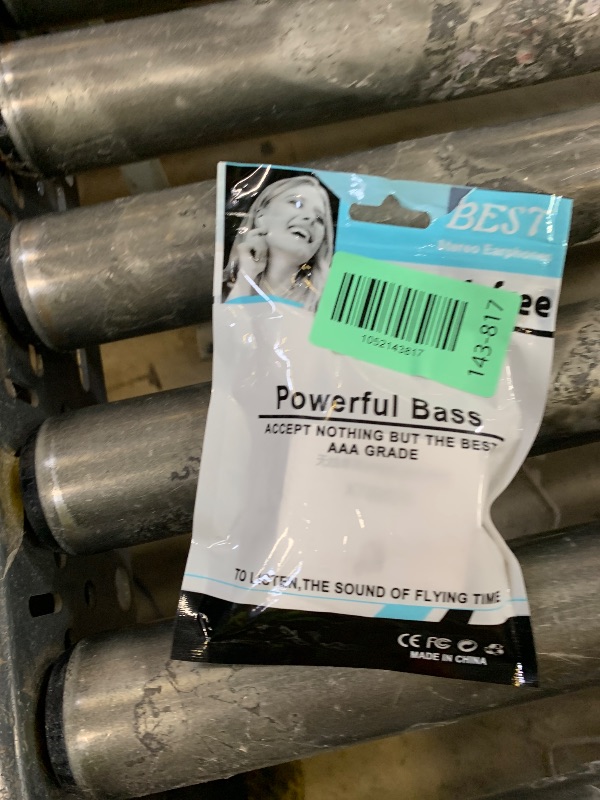 BEST
Stereo Earphones
ee
1052143817
143-817
Powerful Bass
ACCEPT NOTHING BUT THE BEST
AAA GRADE
TO LISTEN,THE SOUND OF FLYING TIME
CE FC
MADE IN CHINA